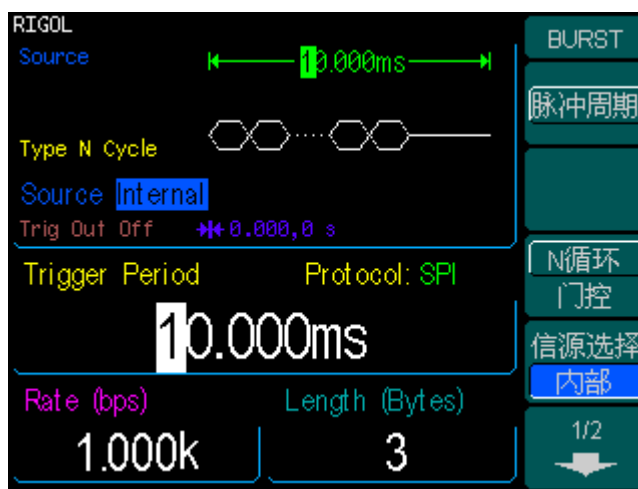 RIGOL
Source
10.000ms
Type N Cycle
Source Internal
Trig Out Off 0.000,0 s
Trigger Period Protocol: SPI
10.000ms
Rate (bps) Length (Bytes)
1.000k 3
BURST
脉冲周期
N循环
门控
信源选择
内部
1/2